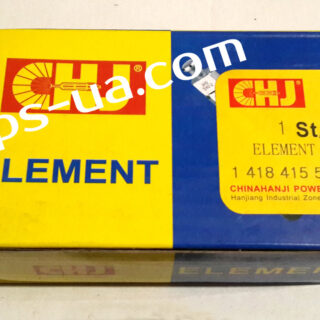 CHJ®
ps-ua.com
LEMENT
CHJ
1 St
ELEMENT
1 418 415 5
CHINAHANJI POWE
Hanjiang Industrial Zone
CHJ
ELEMENT